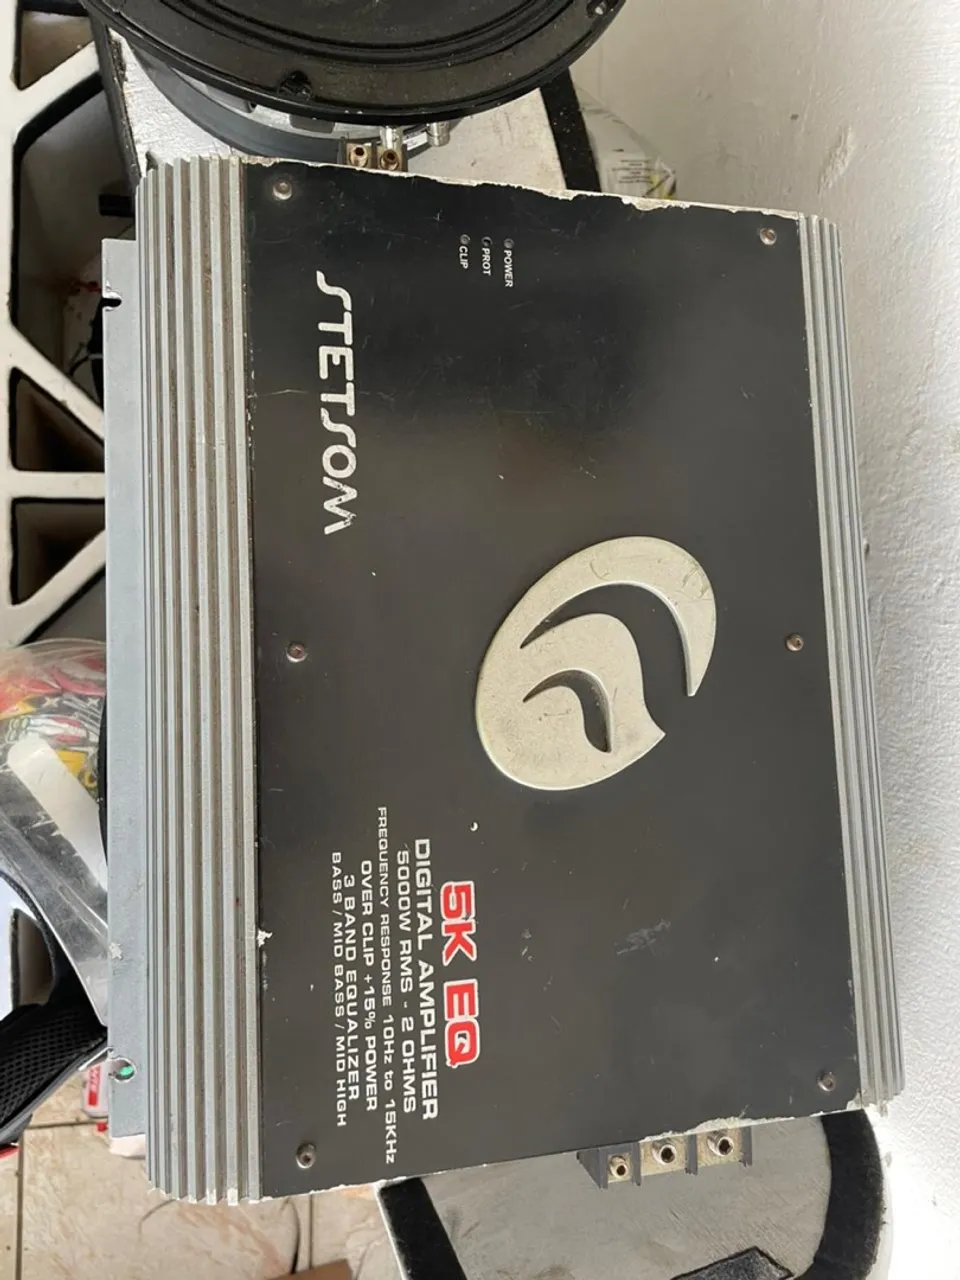 POWER
PROT
CLIP
STETSOM
5K EQ
DIGITAL AMPLIFIER
5000W RMS - 2 OHMS
FREQUENCY RESPONSE 10Hz to 15KHz
OVER CLIP +15% POWER
3 BAND EQUALIZER
BASS / MID BASS / MID HIGH